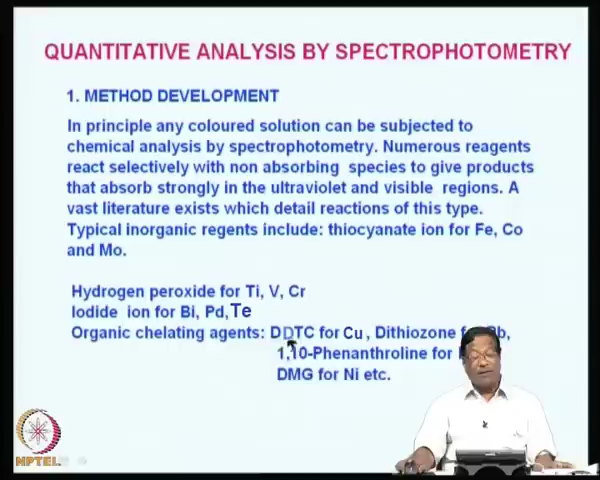 QUANTITATIVE ANALYSIS BY SPECTROPHOTOMETRY
1. METHOD DEVELOPMENT
In principle any coloured solution can be subjected to
chemical analysis by spectrophotometry. Numerous reagents
react selectively with non absorbing species to give products
that absorb strongly in the ultraviolet and visible regions. A
vast literature exists which detail reactions of this type.
Typical inorganic regents include: thiocyanate ion for Fe, Co
and Mo.
Hydrogen peroxide for Ti, V, Cr
Iodide ion for Bi, Pd,Te
Organic chelating agents: DDTC for Cu, Dithiozone
1,10-Phenanthroline for
DMG for Ni etc.
NPTEL